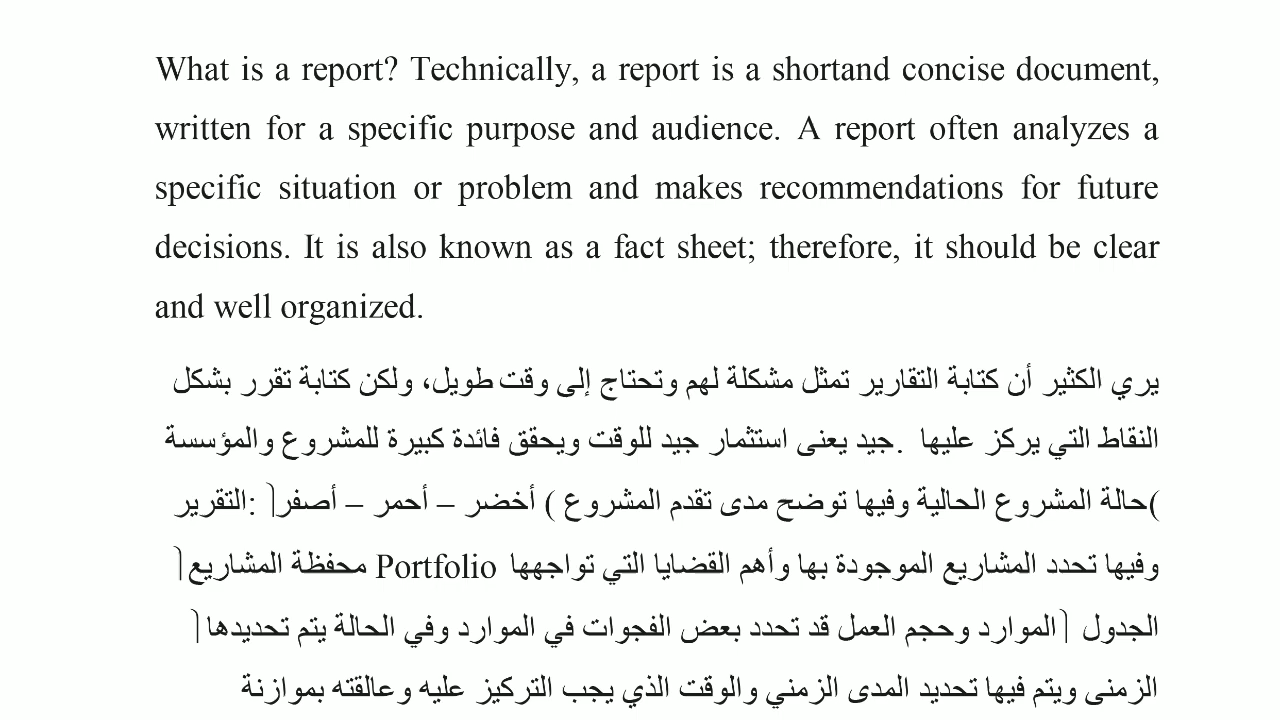 What is a report? Technically, a report is a shortand concise document,
written for a specific purpose and audience. A report often analyzes a
specific situation or problem and makes recommendations for future
decisions. It is also known as a fact sheet; therefore, it should be clear
and well organized.
يري الكثير أن كتابة التقارير تمثل مشكلة لهم وتحتاج إلى وقت طويل، ولكن كتابة تقرر بشكل
النقاط التي يركز عليها .جيد يعنى استثمار جيد للوقت ويحقق فائدة كبيرة للمشروع والمؤسسة
)حالة المشروع الحالية وفيها توضح مدى تقدم المشروع ) أخضر – أحمر – أصفر⎱ :التقرير
وفيها تحدد المشاريع الموجودة بها وأهم القضايا التي تواجهها Portfolio محفظة المشاريع⎱
الجدول ⎱الموارد وحجم العمل قد تحدد بعض الفجوات في الموارد وفي الحالة يتم تحديدها⎱
الزمنى ويتم فيها تحديد المدى الزمني والوقت الذي يجب التركيز عليه وعالقته بموازنة